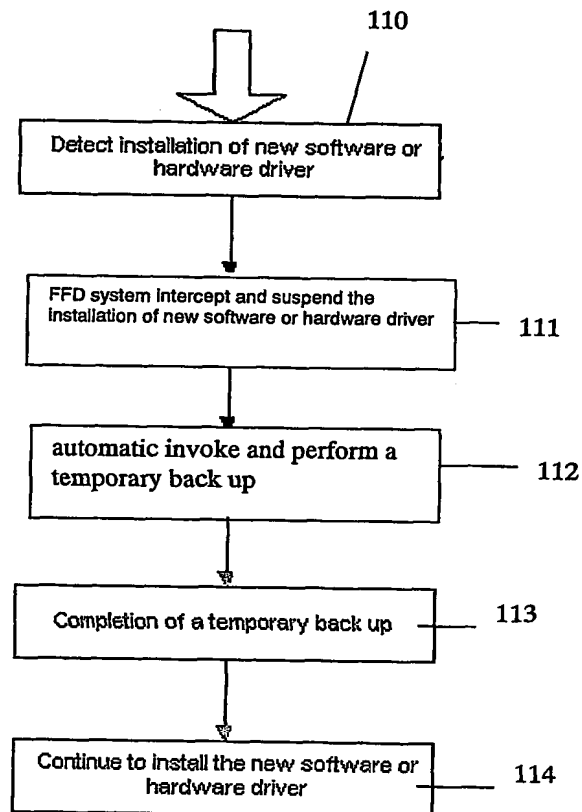 110
Detect installation of new software or
hardware driver
FFD system intercept and suspend the
installation of new software or hardware driver
111
automatic invoke and perform a
temporary back up
112
Completion of a temporary back up
113
Continue to install the new software or
hardware driver
114